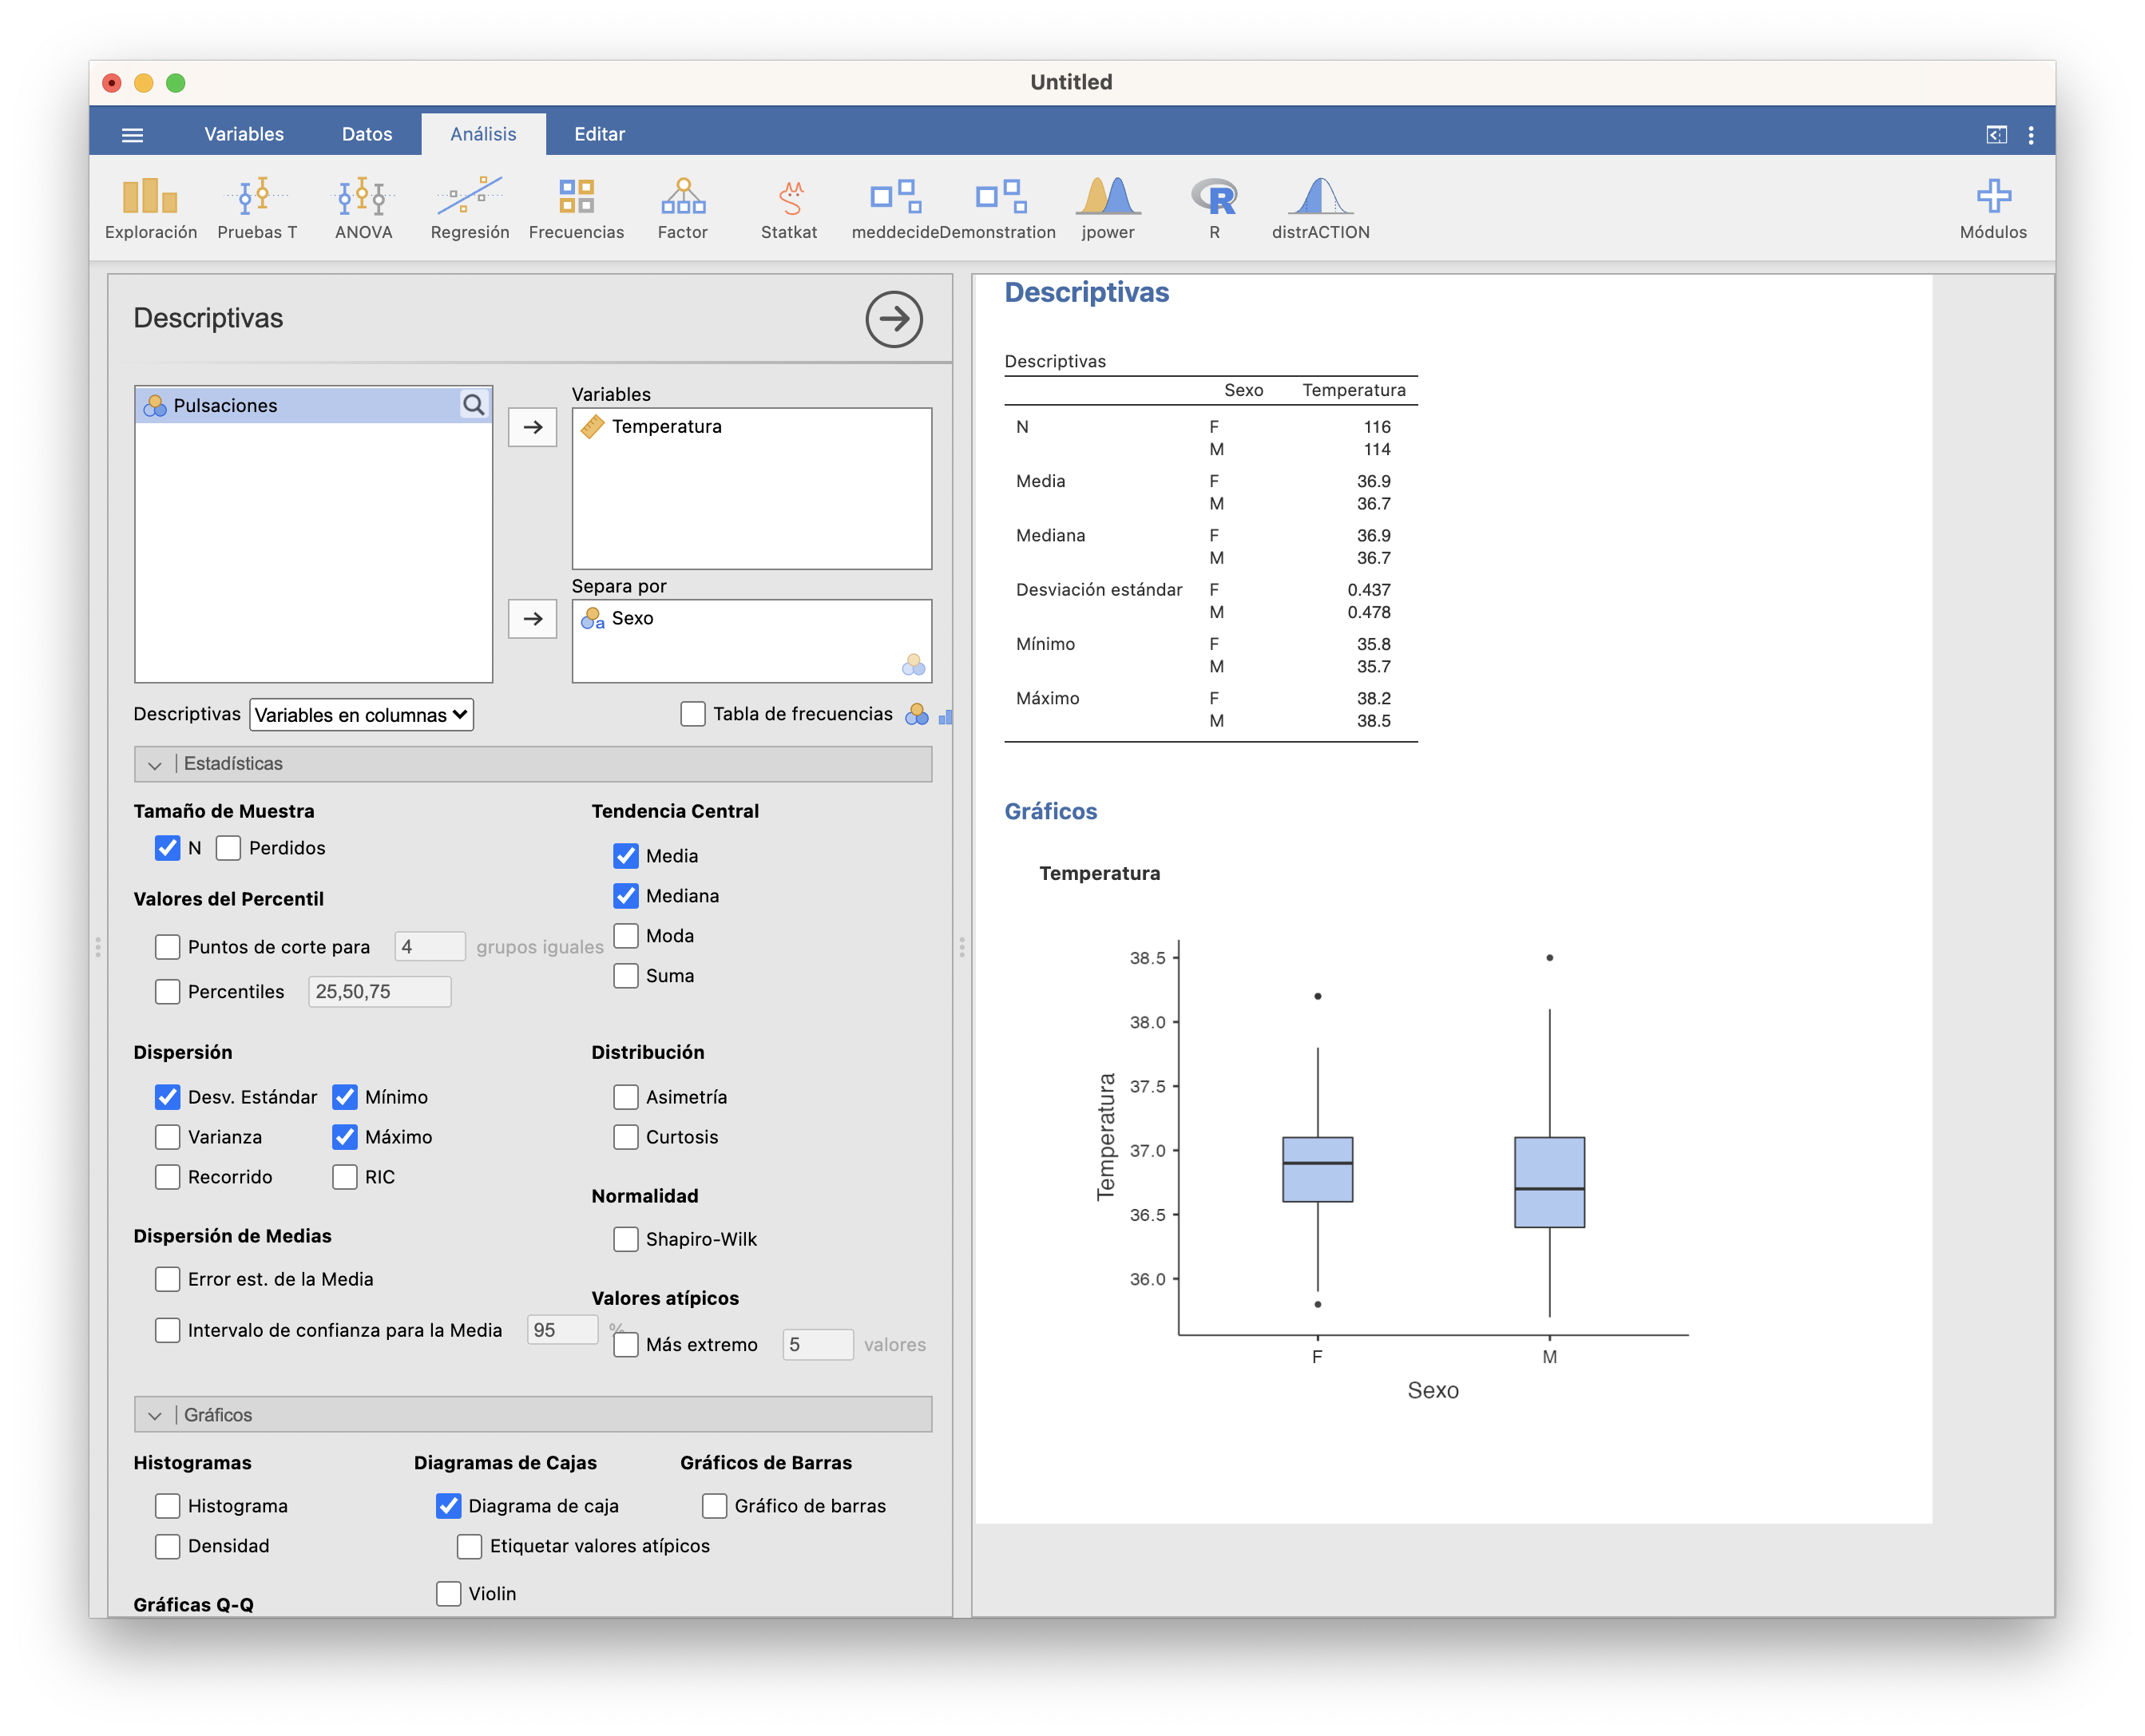 Untitled
Variables Datos Análisis Editar
Exploración Pruebas T ANOVA Regresión Frecuencias Factor Statkat meddecide Demonstration jpower R distrACTION Módulos
Descriptivas
Pulsaciones
Variables
Temperatura
Separa por
Sexo
Descriptivas Variables en columnas Tabla de frecuencias
Estadísticas
Tamaño de Muestra
N Perdidos
Valores del Percentil
Puntos de corte para 4 grupos iguales
Percentiles 25,50,75
Tendencia Central
Media
Mediana
Moda
Suma
Dispersión
Desv. Estándar Mínimo
Varianza Máximo
Recorrido RIC
Distribución
Asimetría
Curtosis
Normalidad
Shapiro-Wilk
Dispersión de Medias
Error est. de la Media
Intervalo de confianza para la Media 95 %
Valores atípicos
Más extremo 5 valores
Gráficos
Histogramas
Histograma
Densidad
Gráficas Q-Q
Diagramas de Cajas
Diagrama de caja
Etiquetar valores atípicos
Violin
Gráficos de Barras
Gráfico de barras
Descriptivas
Descriptivas
Sexo Temperatura
N F 116
M 114
Media F 36.9
M 36.7
Mediana F 36.9
M 36.7
Desviación estándar F 0.437
M 0.478
Mínimo F 35.8
M 35.7
Máximo F 38.2
M 38.5
Gráficos
Temperatura
Temperatura
38.5
38.0
37.5
37.0
36.5
36.0
F M
Sexo